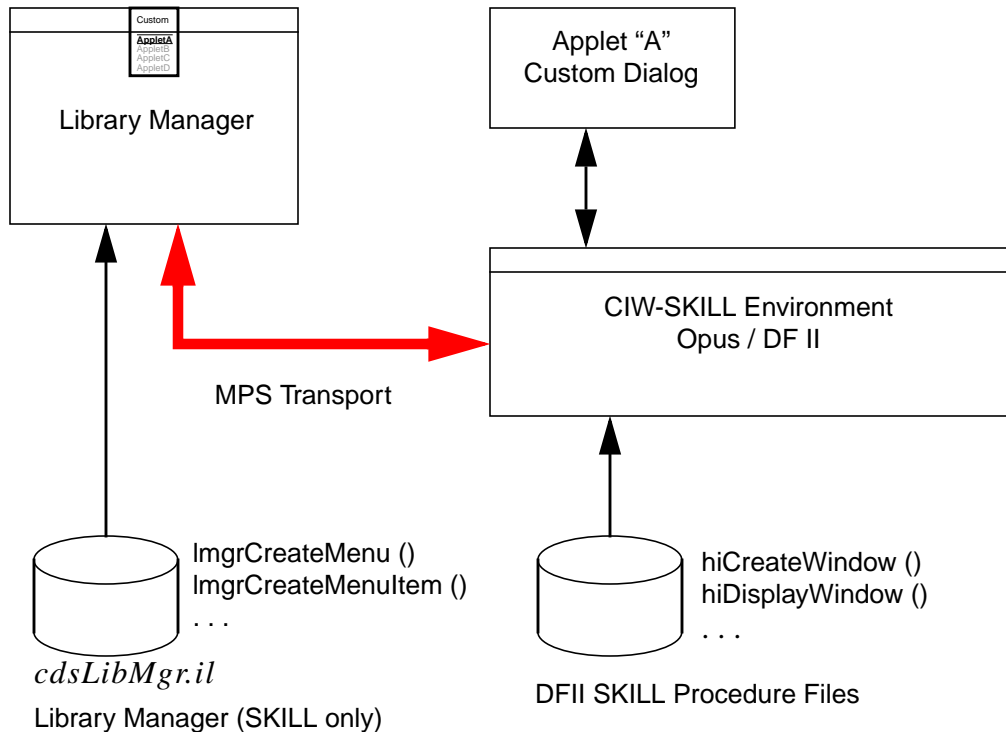 Custom
AppletA
AppletB
AppletC
AppletD
Library Manager
Applet “A”
Custom Dialog
CIW-SKILL Environment
Opus / DF II
MPS Transport
lmgrCreateMenu ()
lmgrCreateMenuItem ()
. . .
cdsLibMgr.il
Library Manager (SKILL only)
hiCreateWindow ()
hiDisplayWindow ()
. . .
DFII SKILL Procedure Files